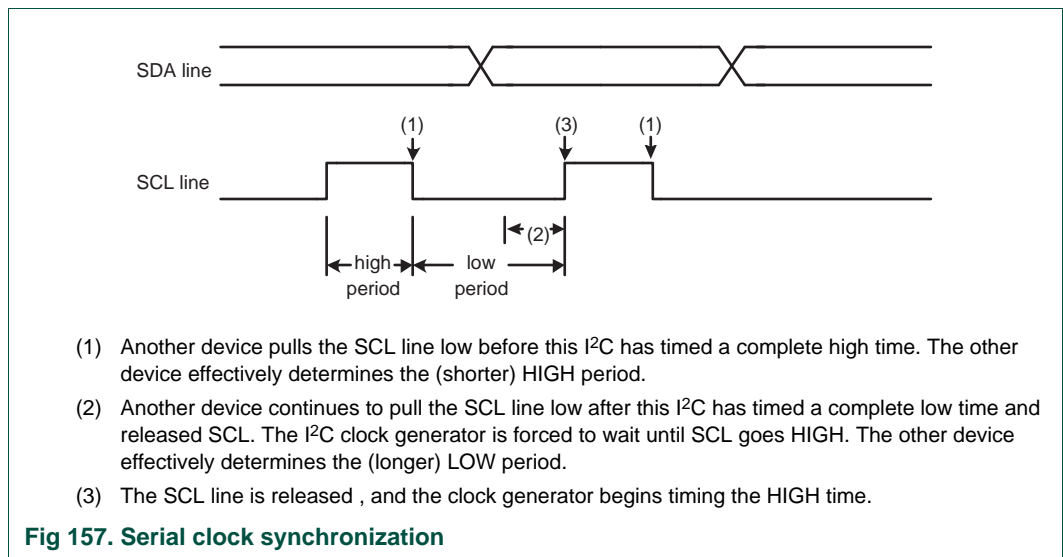 SDA line
(1)
(3)
(1)
SCL line
(2)
high
period
low
period
(1) Another device pulls the SCL line low before this I2C has timed a complete high time. The other
device effectively determines the (shorter) HIGH period.
(2) Another device continues to pull the SCL line low after this I2C has timed a complete low time and
released SCL. The I2C clock generator is forced to wait until SCL goes HIGH. The other device
effectively determines the (longer) LOW period.
(3) The SCL line is released , and the clock generator begins timing the HIGH time.
Fig 157. Serial clock synchronization